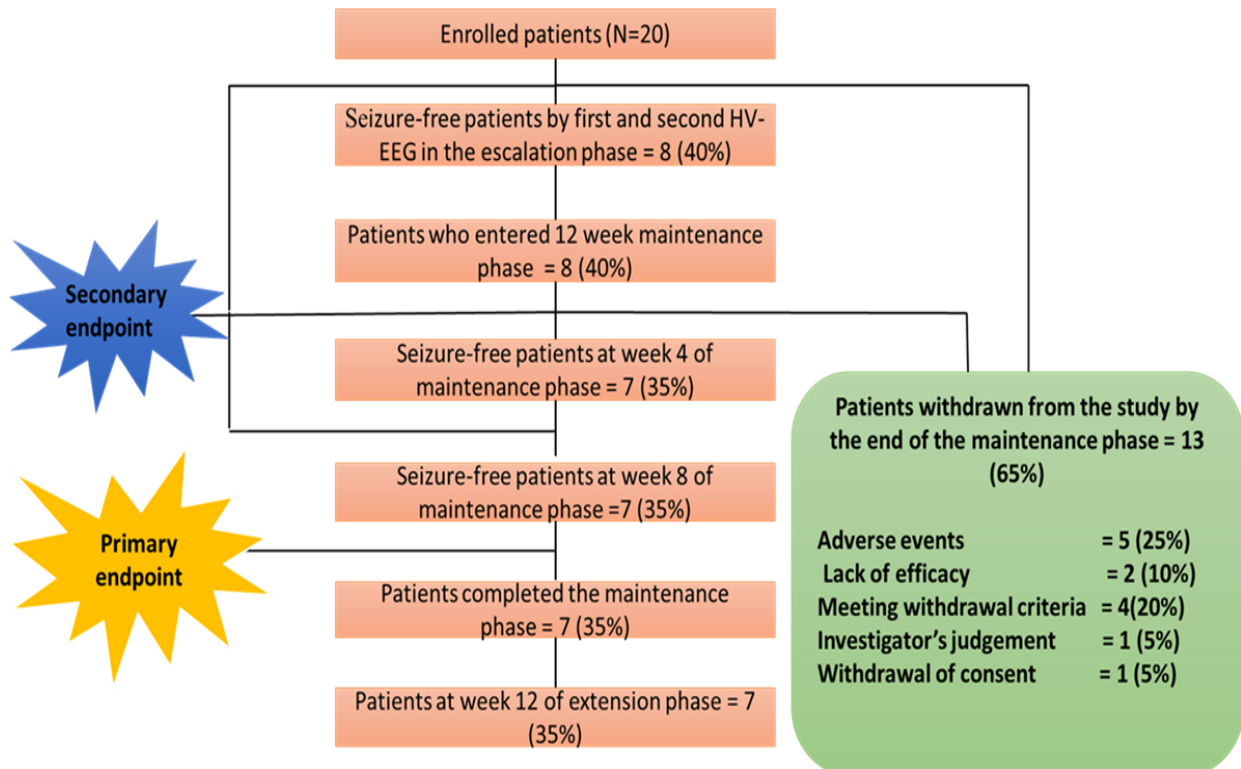 Enrolled patients (N=20)
Seizure-free patients by first and second HV-
EEG in the escalation phase = 8 (40%)
Patients who entered 12 week maintenance
phase = 8 (40%)
Secondary
endpoint
Seizure-free patients at week 4 of
maintenance phase = 7 (35%)
Seizure-free patients at week 8 of
maintenance phase =7 (35%)
Primary
endpoint
Patients completed the maintenance
phase = 7 (35%)
Patients at week 12 of extension phase = 7
(35%)
Patients withdrawn from the study by
the end of the maintenance phase = 13
(65%)
Adverse events = 5 (25%)
Lack of efficacy = 2 (10%)
Meeting withdrawal criteria = 4(20%)
Investigator’s judgement = 1 (5%)
Withdrawal of consent = 1 (5%)